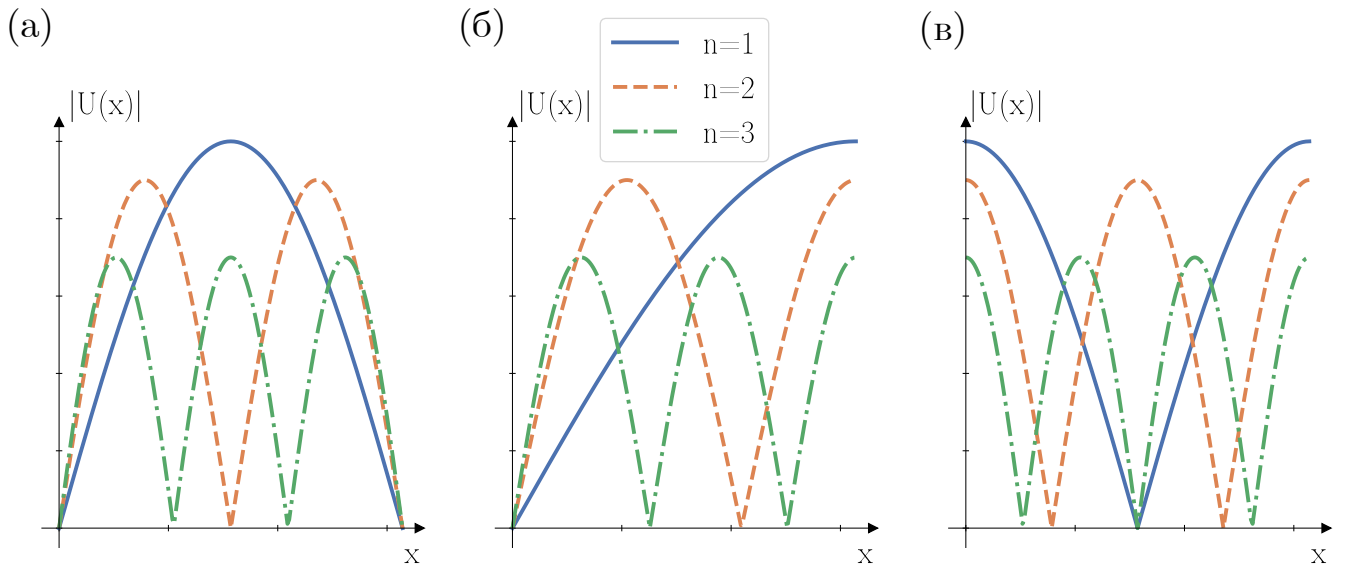 (а)
(б)
(в)
n=1
n=2
n=3
|U(x)|
|U(x)|
|U(x)|
x
x
x